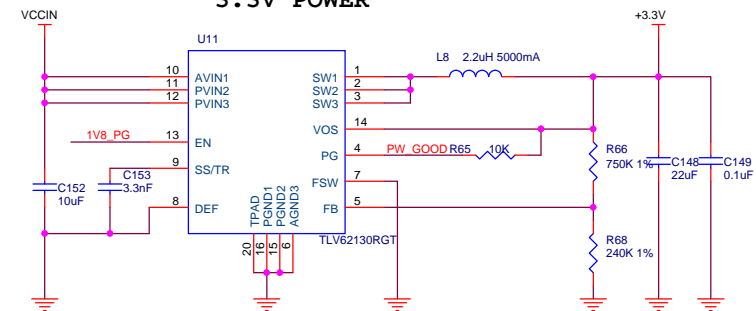 3.3V POWER
VCCIN
+3.3V
U11
L8 2.2uH 5000mA
10 AVIN1 SW1 1
11 PVIN2 SW2 2
12 PVIN3 SW3 3
VOS 14
1V8_PG 13 EN
PG 4 PW_GOOD R65 10K
9 SS/TR
FSW 7
8 DEF
FB 5
C152
10uF
C153
3.3nF
R66
750K 1%
C148
22uF
C149
0.1uF
TPAD
PGND1
PGND2
AGND3
20
16
15
6
TLV62130RGT
R68
240K 1%